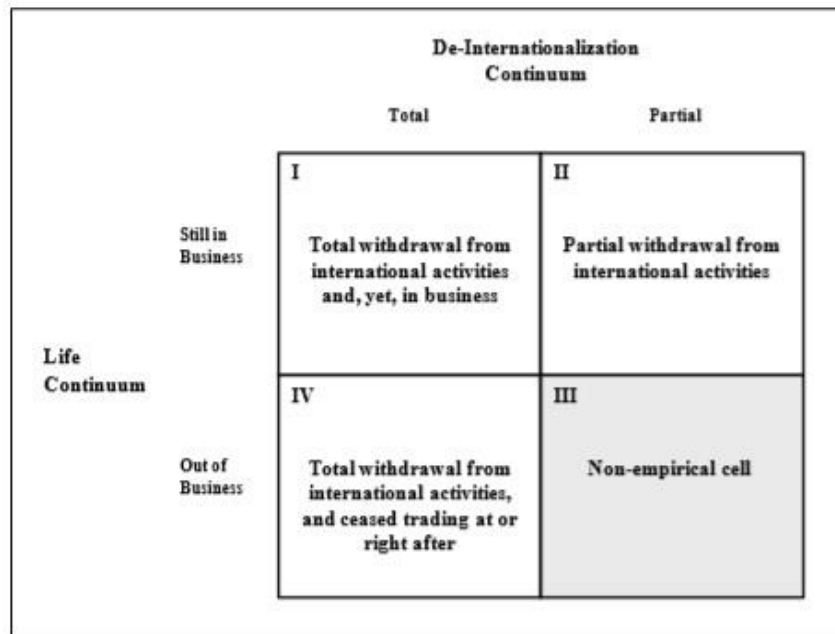 De-Internationalization
Continuum
Total
Partial
I
II
Still in
Business
Total withdrawal from
international activities
and, yet, in business
Partial withdrawal from
international activities
Life
Continuum
IV
III
Out of
Business
Total withdrawal from
international activities,
and ceased trading at or
right after
Non-empirical cell